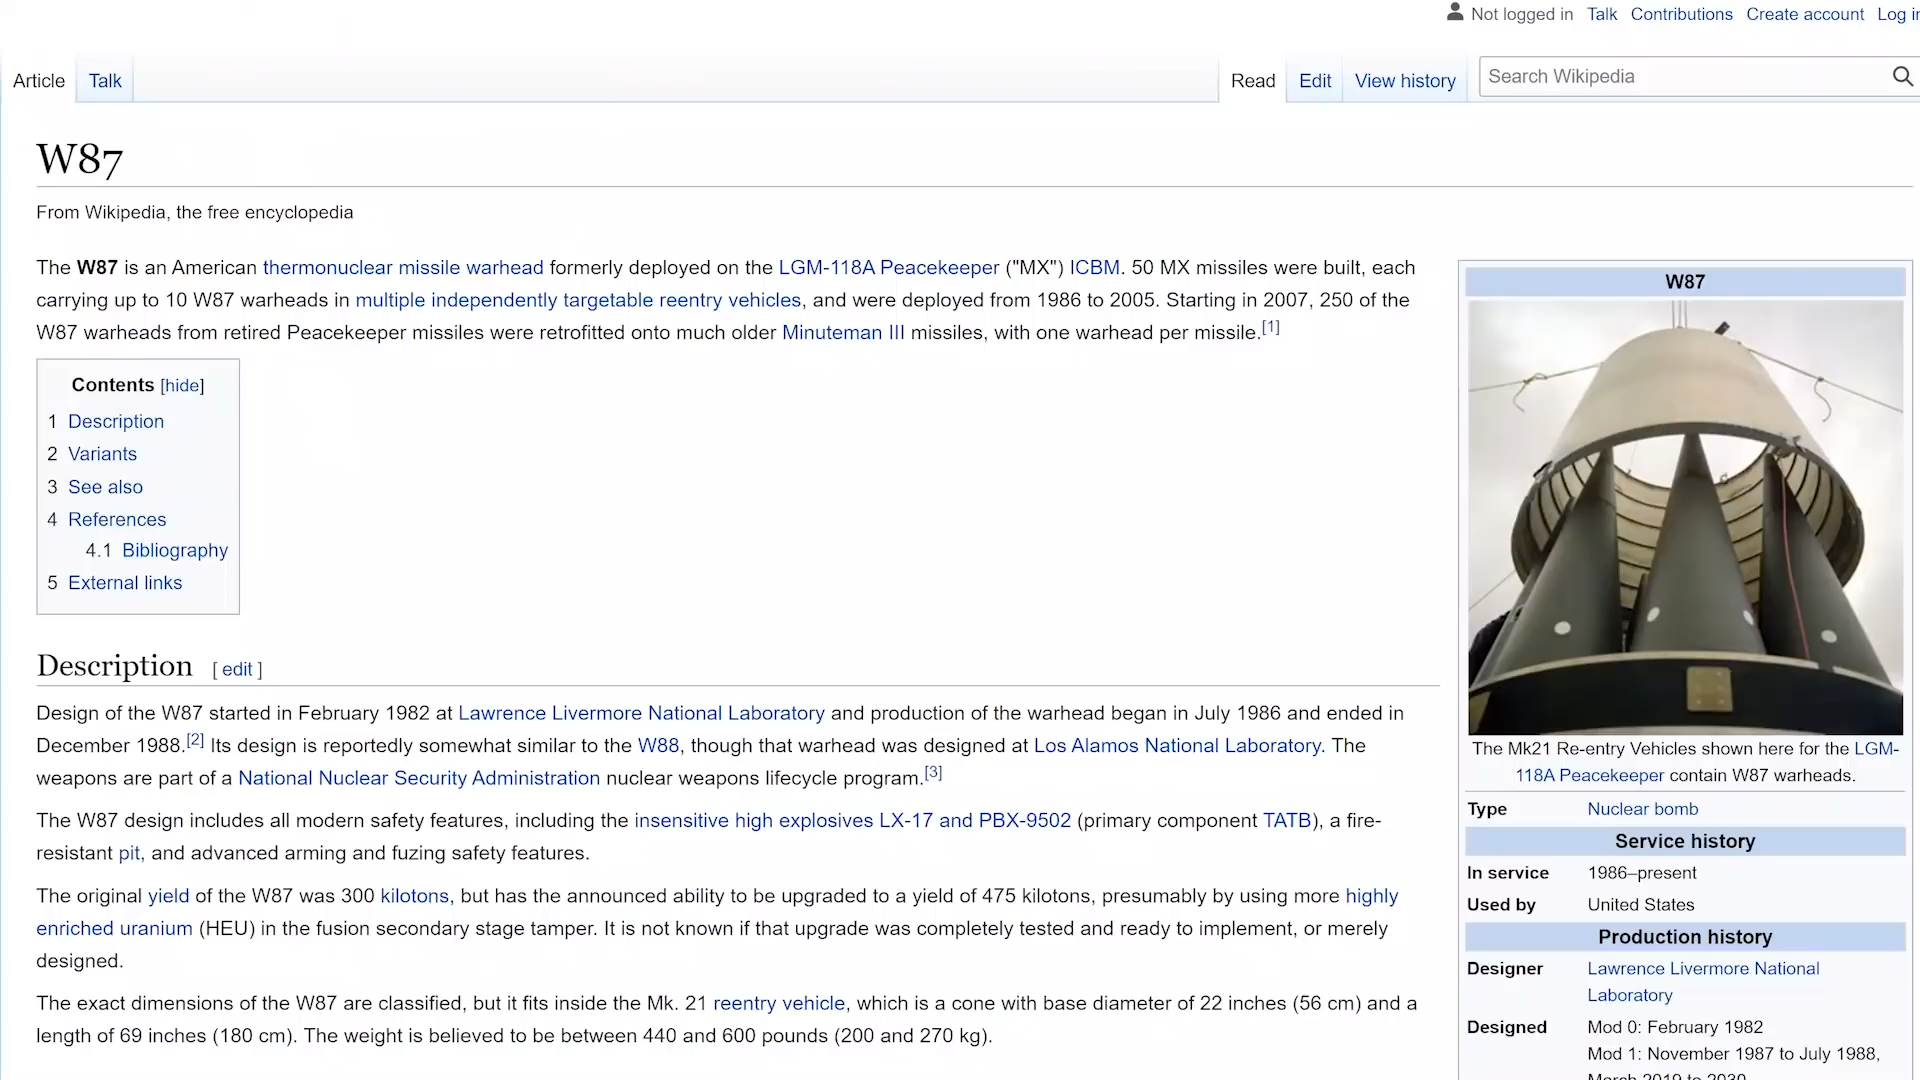 Not logged in Talk Contributions Create account Log in
Article Talk Read Edit View history Search Wikipedia
W87
From Wikipedia, the free encyclopedia
The W87 is an American thermonuclear missile warhead formerly deployed on the LGM-118A Peacekeeper ("MX") ICBM. 50 MX missiles were built, each
carrying up to 10 W87 warheads in multiple independently targetable reentry vehicles, and were deployed from 1986 to 2005. Starting in 2007, 250 of the
W87 warheads from retired Peacekeeper missiles were retrofitted onto much older Minuteman III missiles, with one warhead per missile.[1]
Contents [hide]
1 Description
2 Variants
3 See also
4 References
4.1 Bibliography
5 External links
Description [ edit ]
Design of the W87 started in February 1982 at Lawrence Livermore National Laboratory and production of the warhead began in July 1986 and ended in
December 1988.[2] Its design is reportedly somewhat similar to the W88, though that warhead was designed at Los Alamos National Laboratory. The
weapons are part of a National Nuclear Security Administration nuclear weapons lifecycle program.[3]
The W87 design includes all modern safety features, including the insensitive high explosives LX-17 and PBX-9502 (primary component TATB), a fire-
resistant pit, and advanced arming and fuzing safety features.
The original yield of the W87 was 300 kilotons, but has the announced ability to be upgraded to a yield of 475 kilotons, presumably by using more highly
enriched uranium (HEU) in the fusion secondary stage tamper. It is not known if that upgrade was completely tested and ready to implement, or merely
designed.
The exact dimensions of the W87 are classified, but it fits inside the Mk. 21 reentry vehicle, which is a cone with base diameter of 22 inches (56 cm) and a
length of 69 inches (180 cm). The weight is believed to be between 440 and 600 pounds (200 and 270 kg).
W87
The Mk21 Re-entry Vehicles shown here for the LGM-
118A Peacekeeper contain W87 warheads.
Type Nuclear bomb
Service history
In service 1986–present
Used by United States
Production history
Designer Lawrence Livermore National
Laboratory
Designed Mod 0: February 1982
Mod 1: November 1987 to July 1988,
March 2019 to 2030